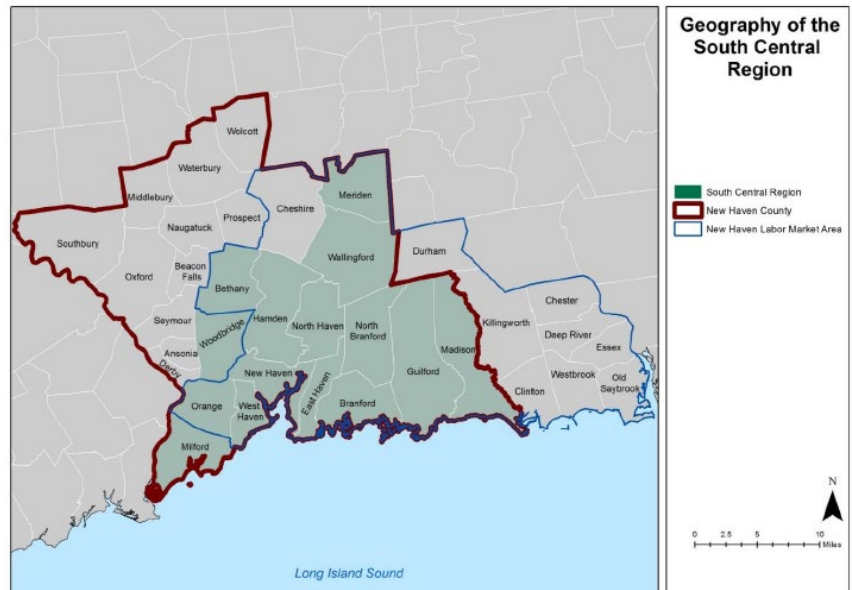 Geography of the
South Central
Region
South Central Region
New Haven County
New Haven Labor Market Area
Wolcott
Waterbury
Middlebury
Meriden
Cheshire
Prospect
Naugatuck
Southbury
Durham
Wallingford
Beacon
Falls
Oxford
Bethany
Chester
Seymour
Hamden
North Haven
North
Branford
Killingworth
Woodbridge
Deep River
Essex
Ansonia
Madison
Derby
New Haven
Guilford
Westbrook
Old
Saybrook
Clinton
Orange
West
Haven
East Haven
Branford
Milford
Long Island Sound
N
0 2.5 5 10
Miles